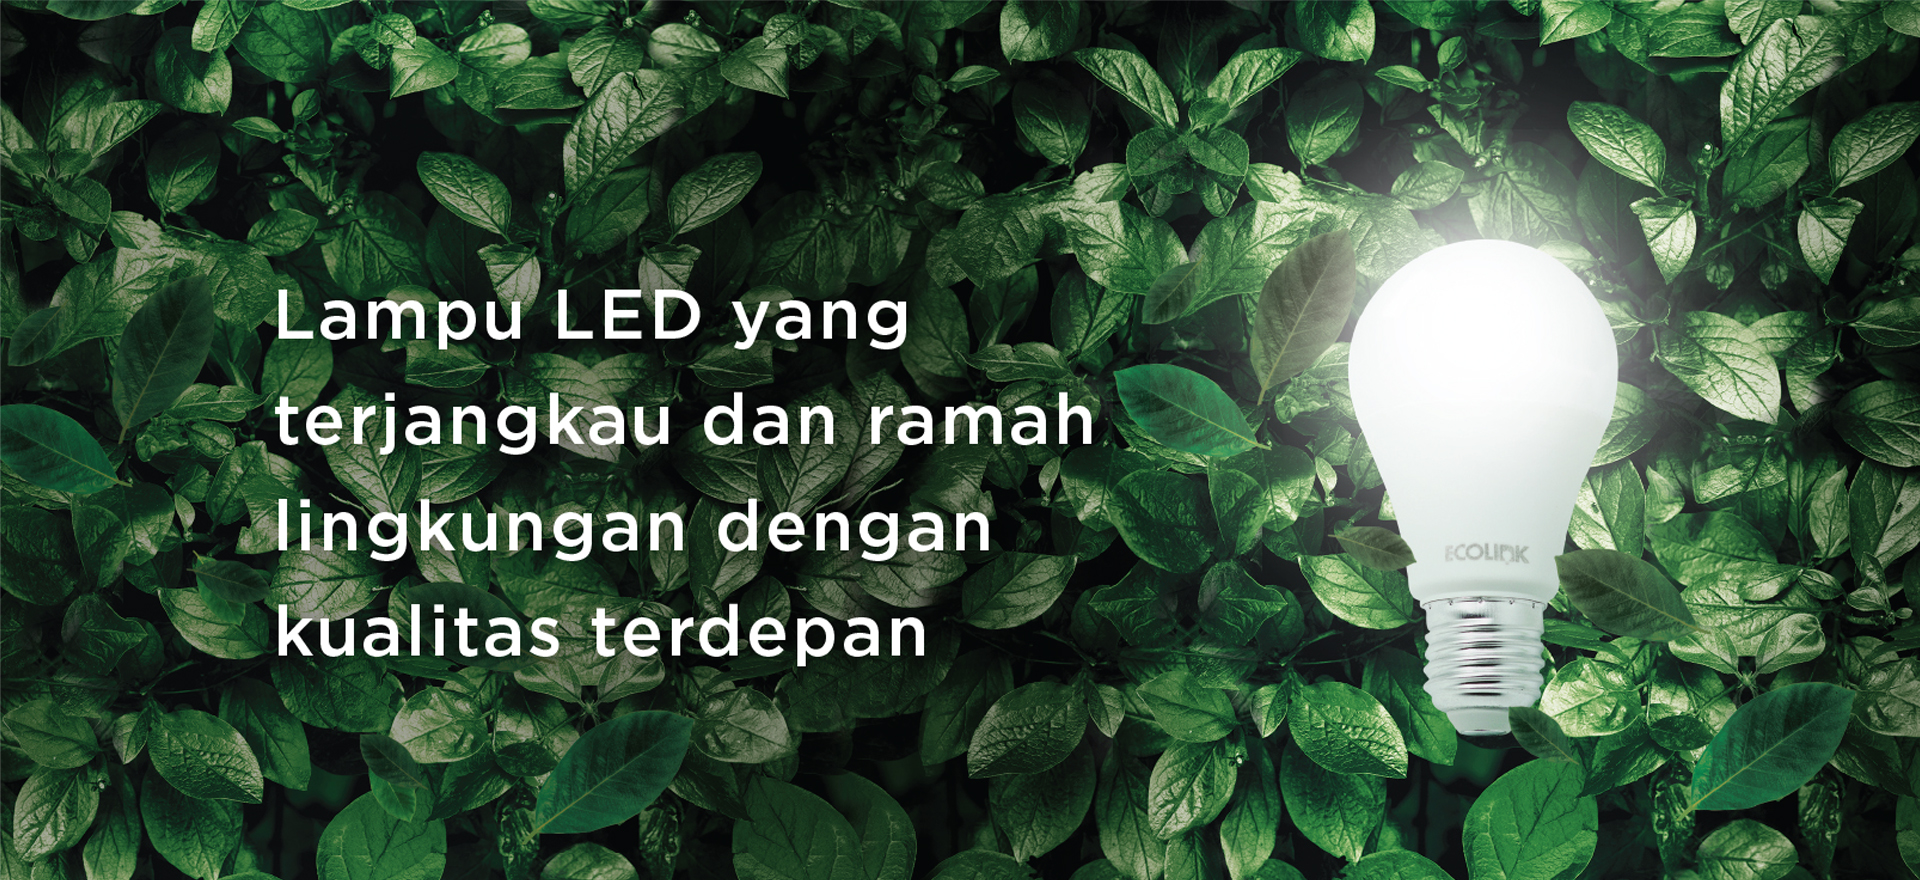 Lampu LED yang
terjangkau dan ramah
lingkungan dengan
kualitas terdepan
ECOLINK